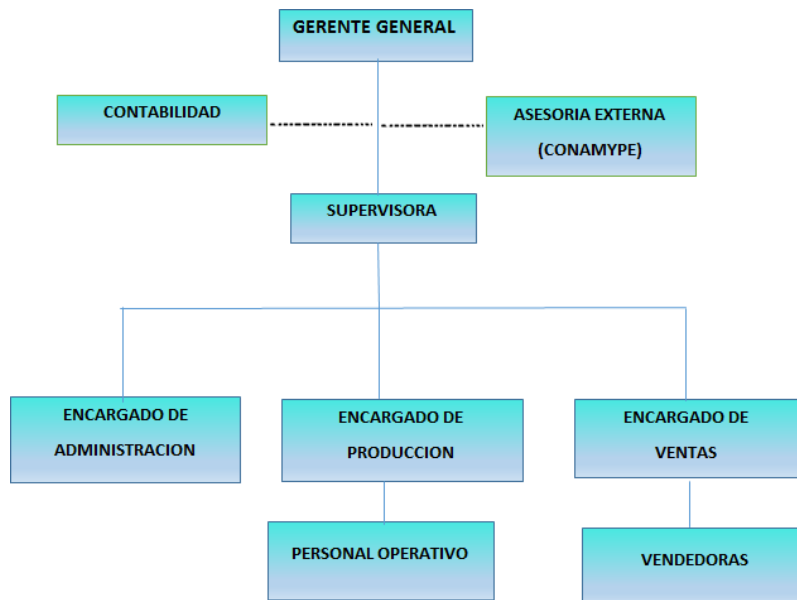 GERENTE GENERAL
CONTABILIDAD
ASESORIA EXTERNA
(CONAMYPE)
SUPERVISORA
ENCARGADO DE
ADMINISTRACION
ENCARGADO DE
PRODUCCION
ENCARGADO DE
VENTAS
PERSONAL OPERATIVO
VENDEDORAS